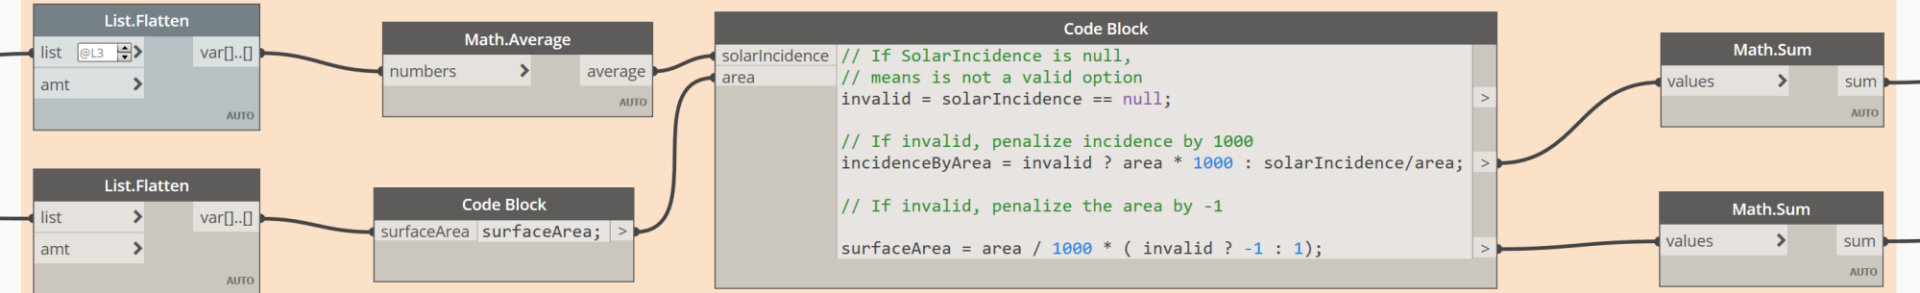 List.Flatten
list @L3 > var[]..[]
amt >
AUTO
Math.Average
numbers > average
AUTO
Code Block
solarIncidence // If SolarIncidence is null,
area // means is not a valid option
invalid = solarIncidence == null; >
// If invalid, penalize incidence by 1000
incidenceByArea = invalid ? area * 1000 : solarIncidence/area; >
// If invalid, penalize the area by -1
surfaceArea = area / 1000 * ( invalid ? -1 : 1); >
Math.Sum
values > sum
AUTO
List.Flatten
list > var[]..[]
amt >
AUTO
Code Block
surfaceArea surfaceArea; >
Math.Sum
values > sum
AUTO